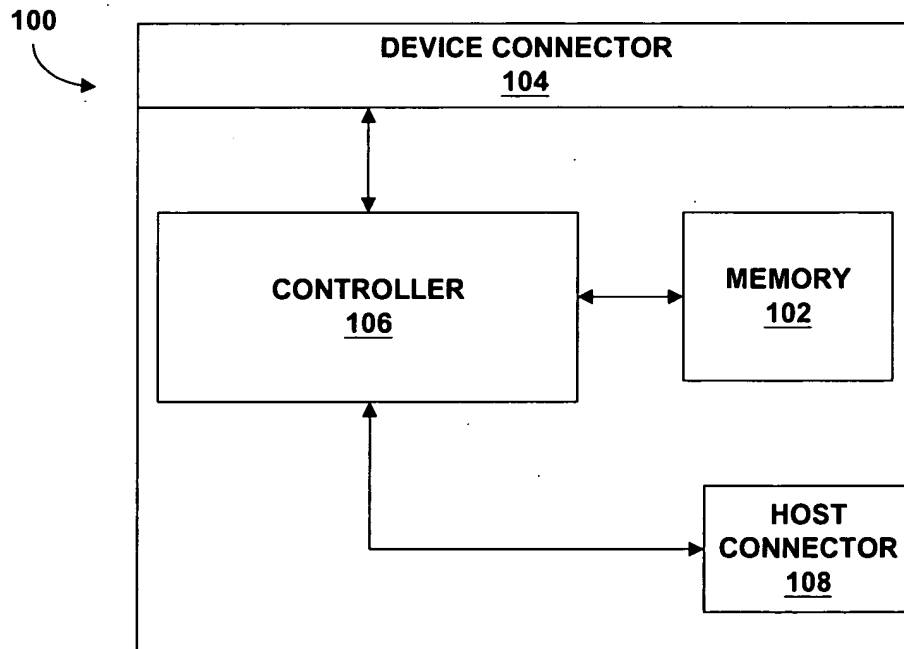 100
DEVICE CONNECTOR
104
CONTROLLER
106
MEMORY
102
HOST
CONNECTOR
108